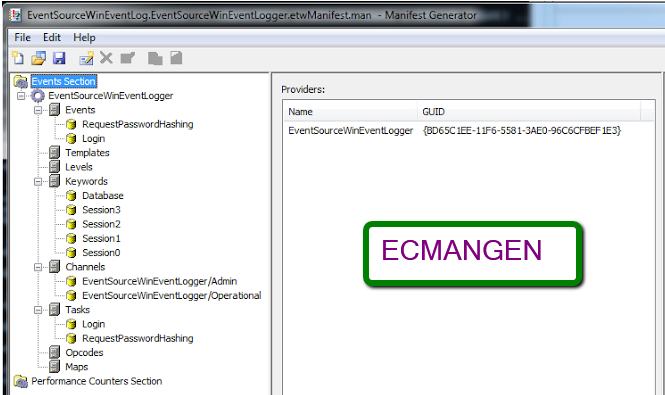 EventSourceWinEventLog.EventSourceWinEventLogger.etwManifest.man - Manifest Generator
File Edit Help
Events Section
EventSourceWinEventLogger
Events
RequestPasswordHashing
Login
Templates
Levels
Keywords
Database
Session3
Session2
Session1
Session0
Channels
EventSourceWinEventLogger/Admin
EventSourceWinEventLogger/Operational
Tasks
Login
RequestPasswordHashing
Opcodes
Maps
Performance Counters Section
Providers:
Name GUID
EventSourceWinEventLogger {BD65C1EE-11F6-5581-3AE0-96C6CFBEF1E3}
ECMANGEN